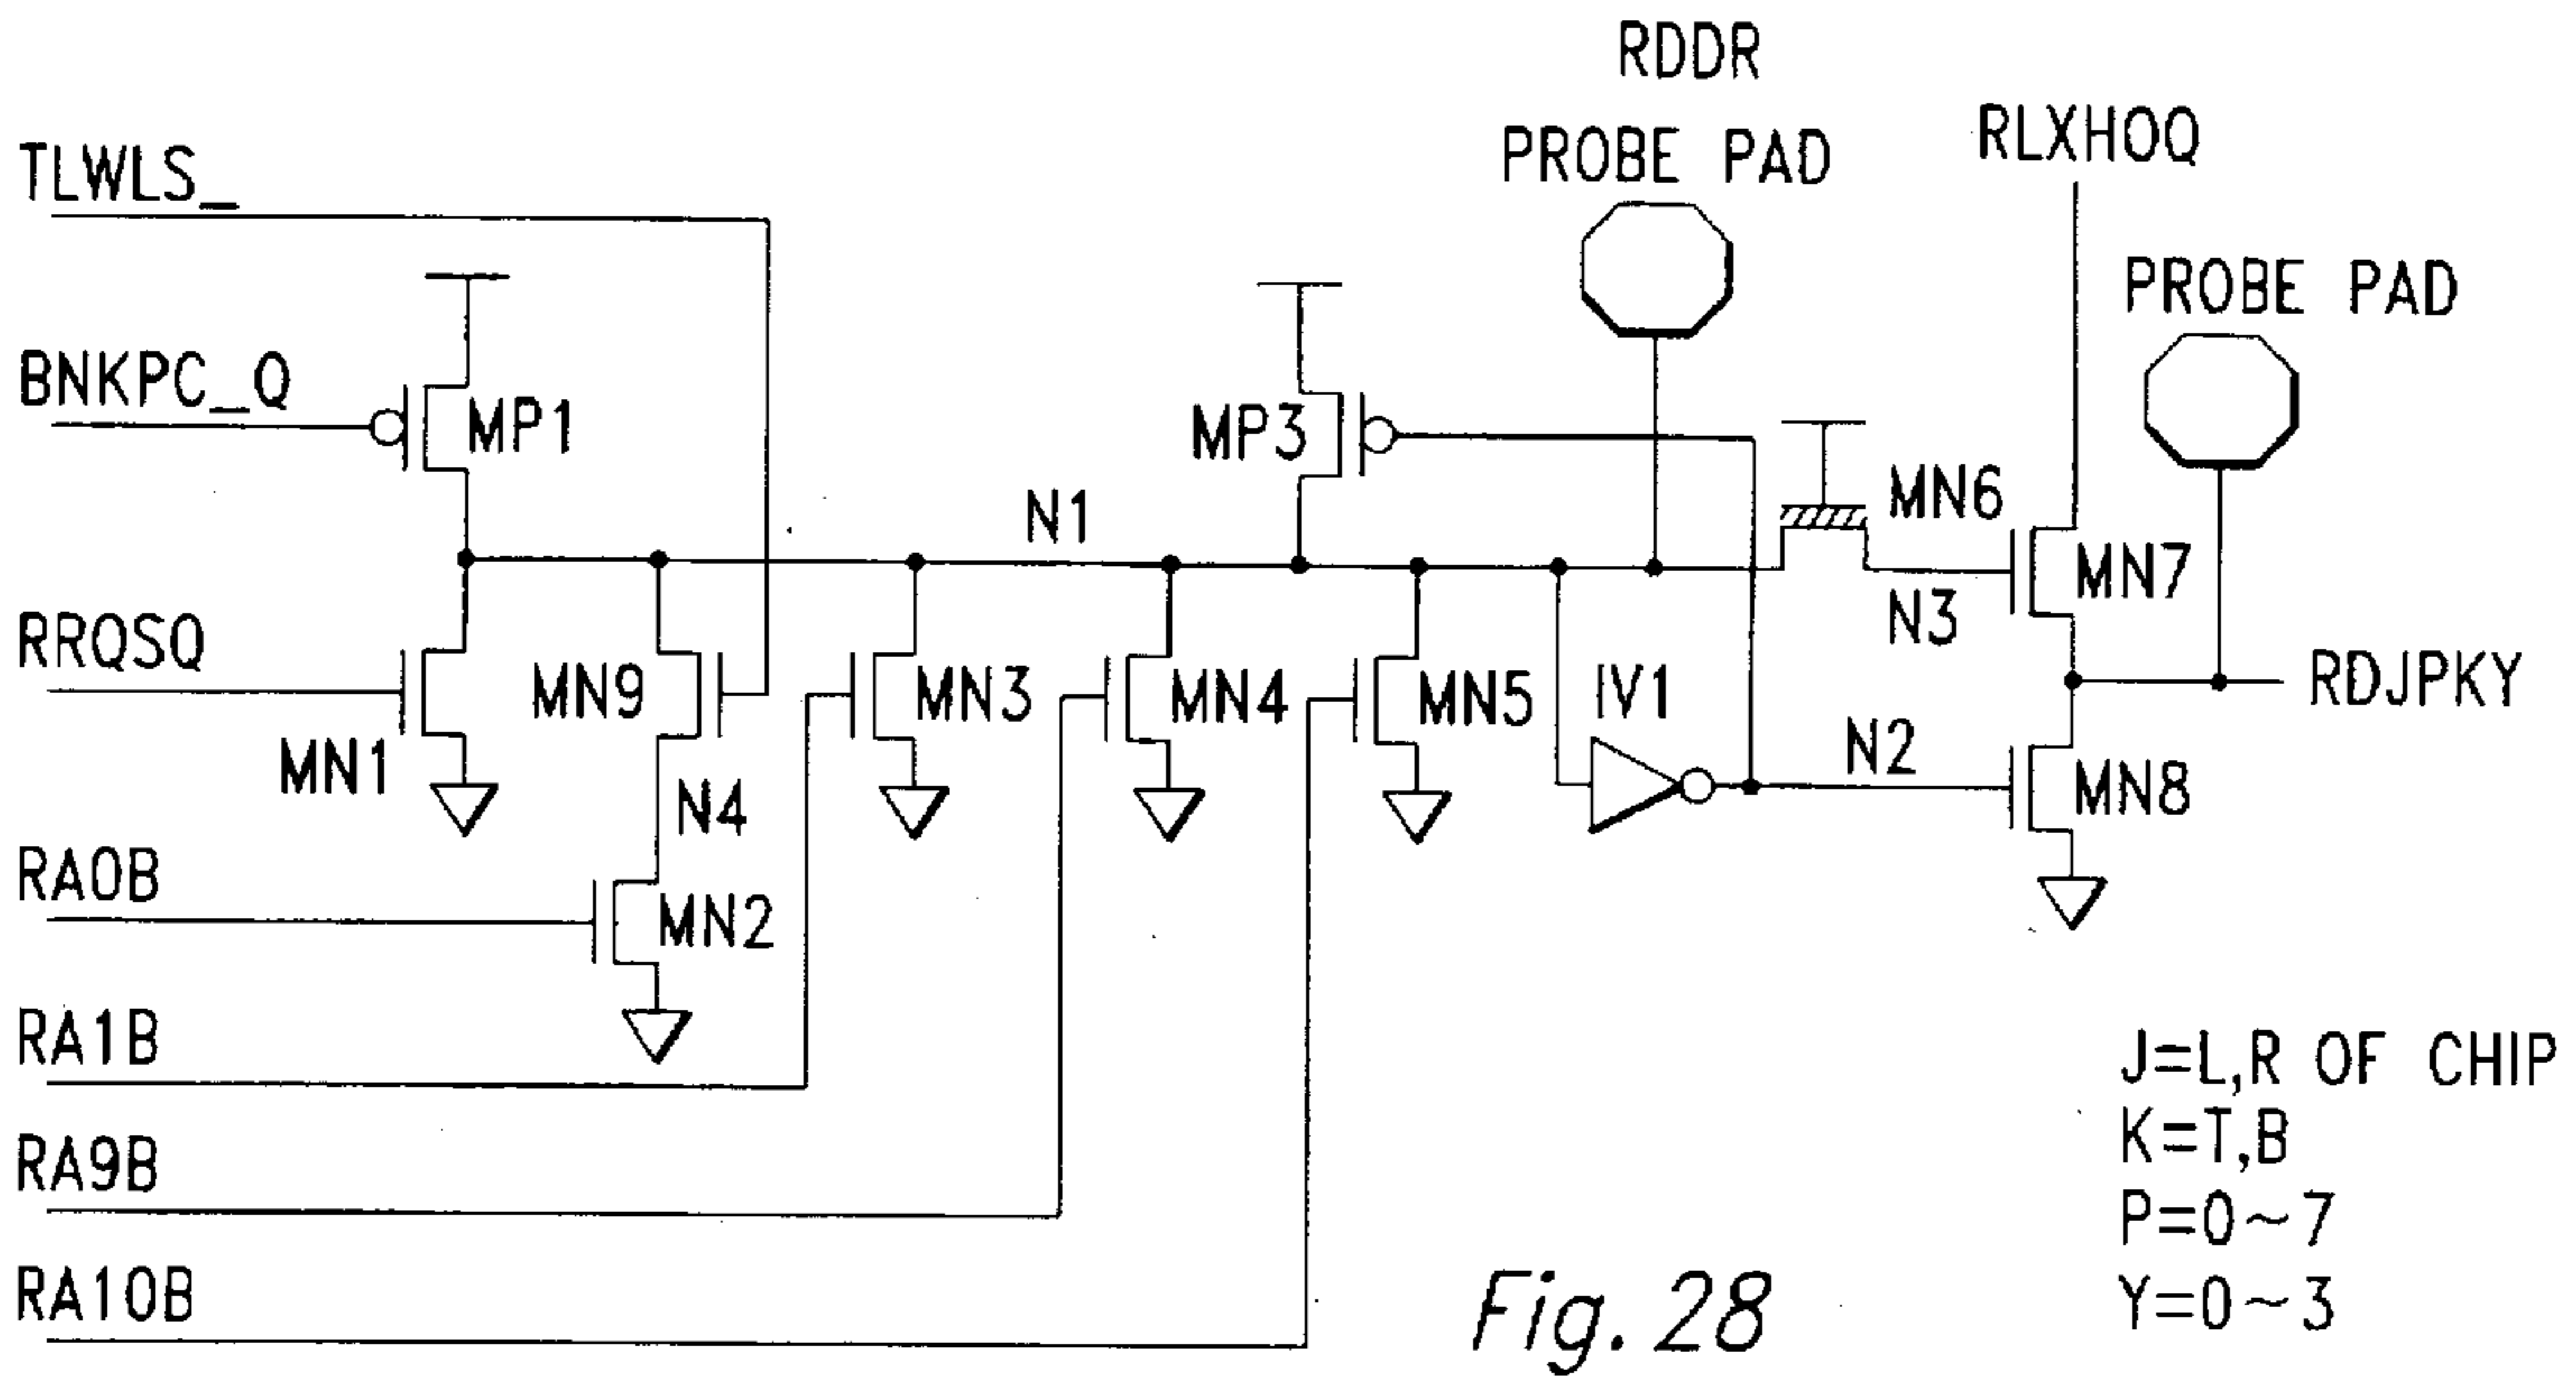 RDDR
PROBE PAD
RLXHOQ
TLWLS_
PROBE PAD
BNKPC_Q
MP1
MP3
N1
MN6
MN7
N3
RRQSQ
MN9
MN3
MN4
MN5
IV1
RDJPKY
MN1
N4
N2
MN8
RA0B
MN2
RA1B
RA9B
RA10B
J=L,R OF CHIP
K=T,B
P=0~7
Y=0~3
Fig. 28